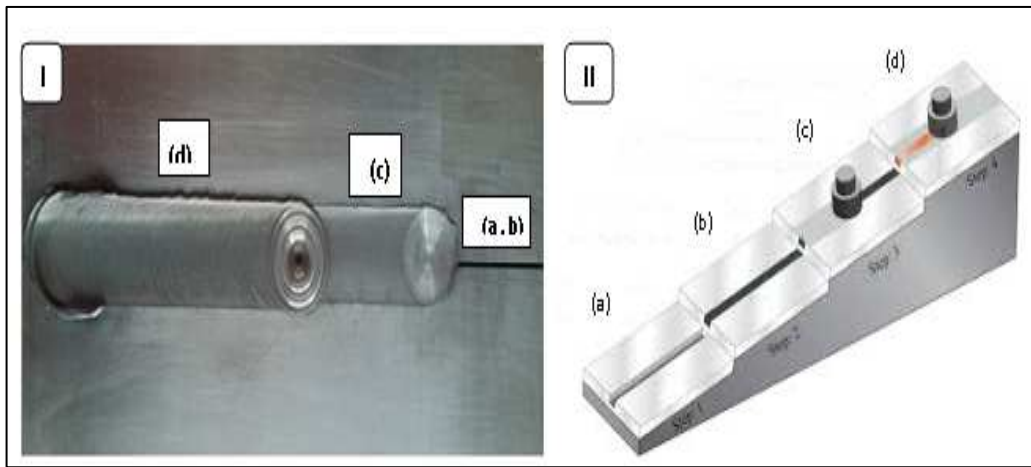 I
(d)
(c)
(a.b)
II
(d)
(c)
(b)
(a)
Step 4
Step 3
Step 2
Step 1